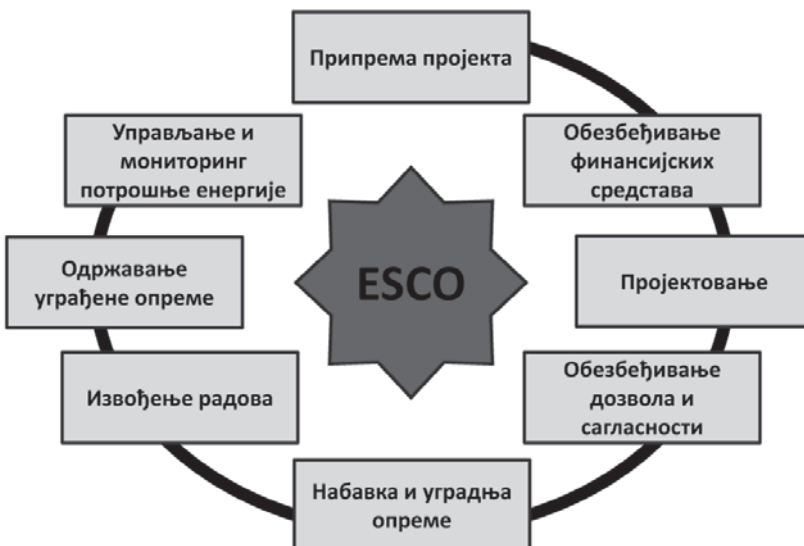 Припрема пројекта
Обезбеђивање
финансијских
средстава
Пројектовање
Обезбеђивање
дозвола и
сагласности
Набавка и уградња
опреме
Извођење радова
Одржавање
уграђене опреме
Управљање и
мониторинг
потрошње енергије
ESCO